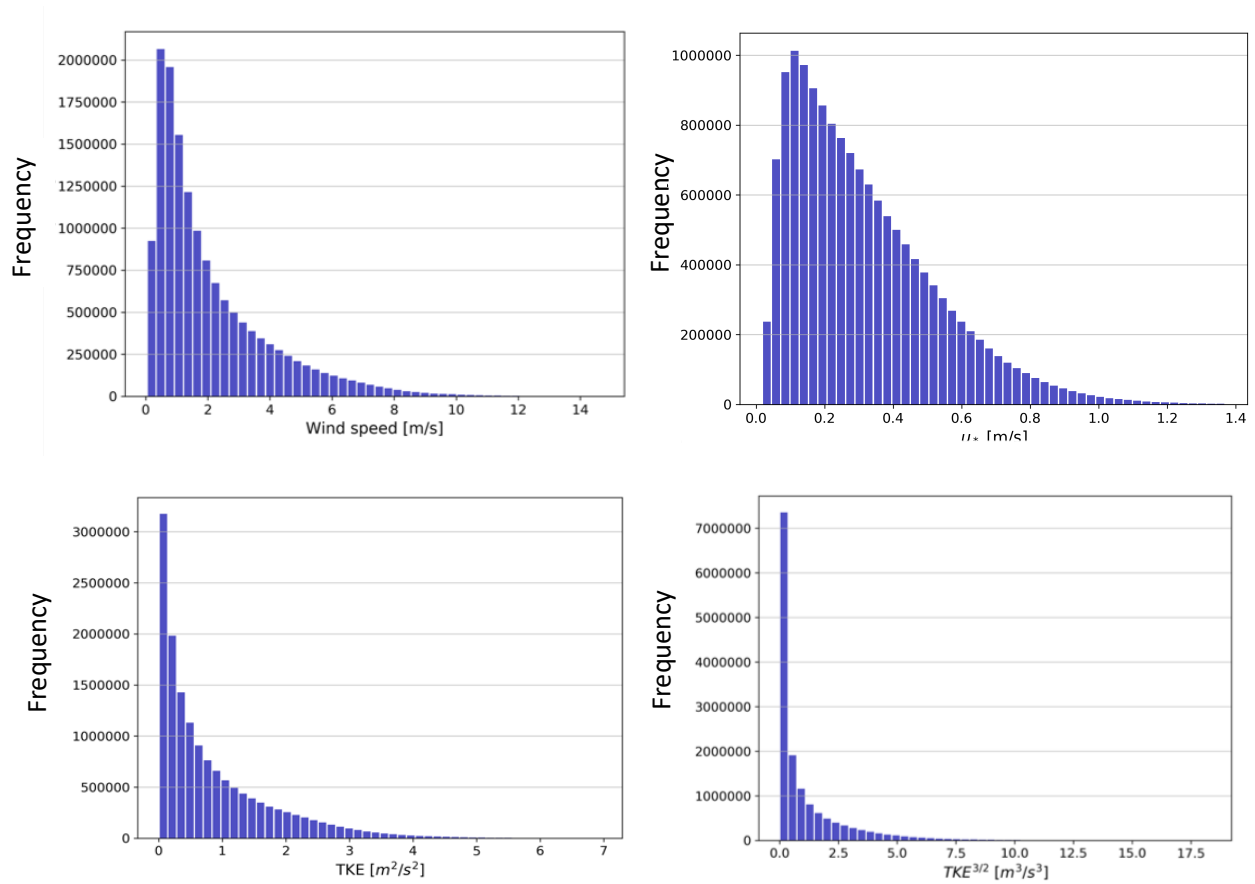 Frequency
2000000
1750000
1500000
1250000
1000000
750000
500000
250000
0
0 2 4 6 8 10 12 14
Wind speed [m/s]
Frequency
1000000
800000
600000
400000
200000
0
0.0 0.2 0.4 0.6 0.8 1.0 1.2 1.4
u* [m/s]
Frequency
3000000
2500000
2000000
1500000
1000000
500000
0
0 1 2 3 4 5 6 7
TKE [m²/s²]
Frequency
7000000
6000000
5000000
4000000
3000000
2000000
1000000
0
0.0 2.5 5.0 7.5 10.0 12.5 15.0 17.5
TKE³/² [m³/s³]